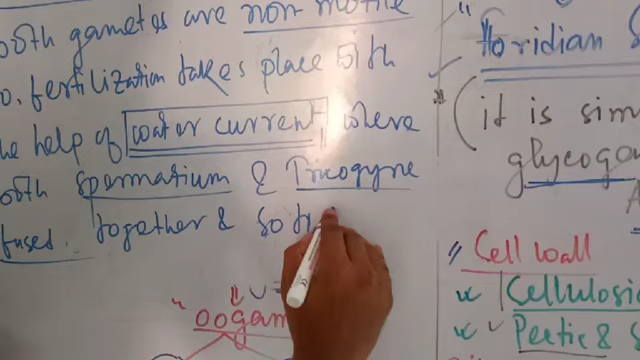 both gametes are non motile
so, fertilization takes place with
the help of water current, where
both spermatium & Tricogyne
fused together & so
oogam
Floridian S
(it is sim
glycogen
Cell wall
Cellulosic
Pectic & S